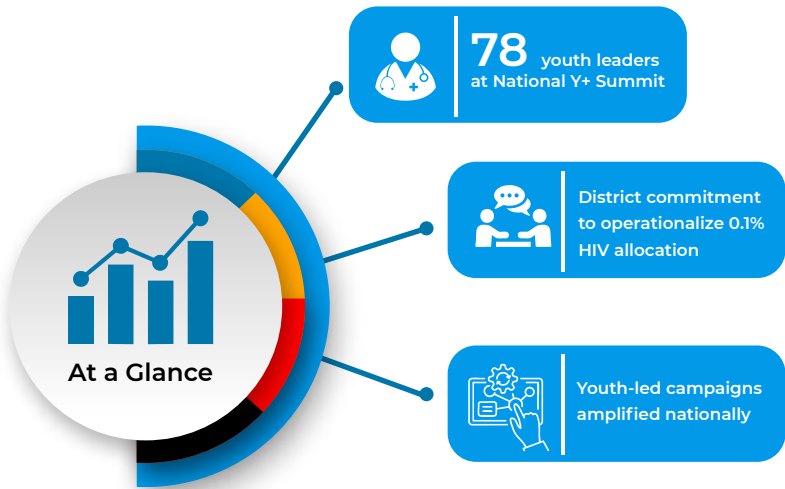 78 youth leaders
at National Y+ Summit
District commitment
to operationalize 0.1%
HIV allocation
At a Glance
Youth-led campaigns
amplified nationally